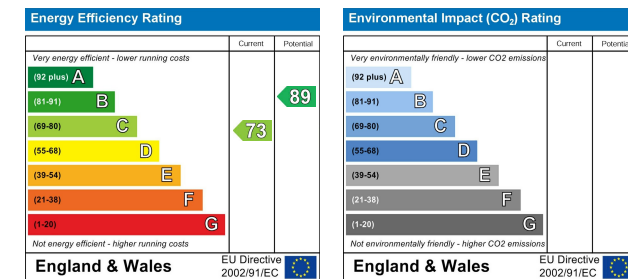 Energy Efficiency Rating
Current Potential
Very energy efficient - lower running costs
(92 plus) A
(81-91) B
89
(69-80) C
73
(55-68) D
(39-54) E
(21-38) F
(1-20) G
Not energy efficient - higher running costs
England & Wales
EU Directive
2002/91/EC
Environmental Impact (CO₂) Rating
Current Potentia
Very environmentally friendly - lower CO2 emissions
(92 plus) A
(81-91) B
(69-80) C
(55-68) D
(39-54) E
(21-38) F
(1-20) G
Not environmentally friendly - higher CO2 emissions
England & Wales
EU Directive
2002/91/EC